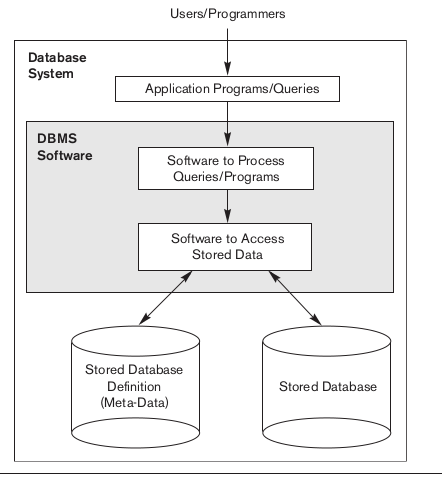 Users/Programmers
Database
System
Application Programs/Queries
DBMS
Software
Software to Process
Queries/Programs
Software to Access
Stored Data
Stored Database
Definition
(Meta-Data)
Stored Database